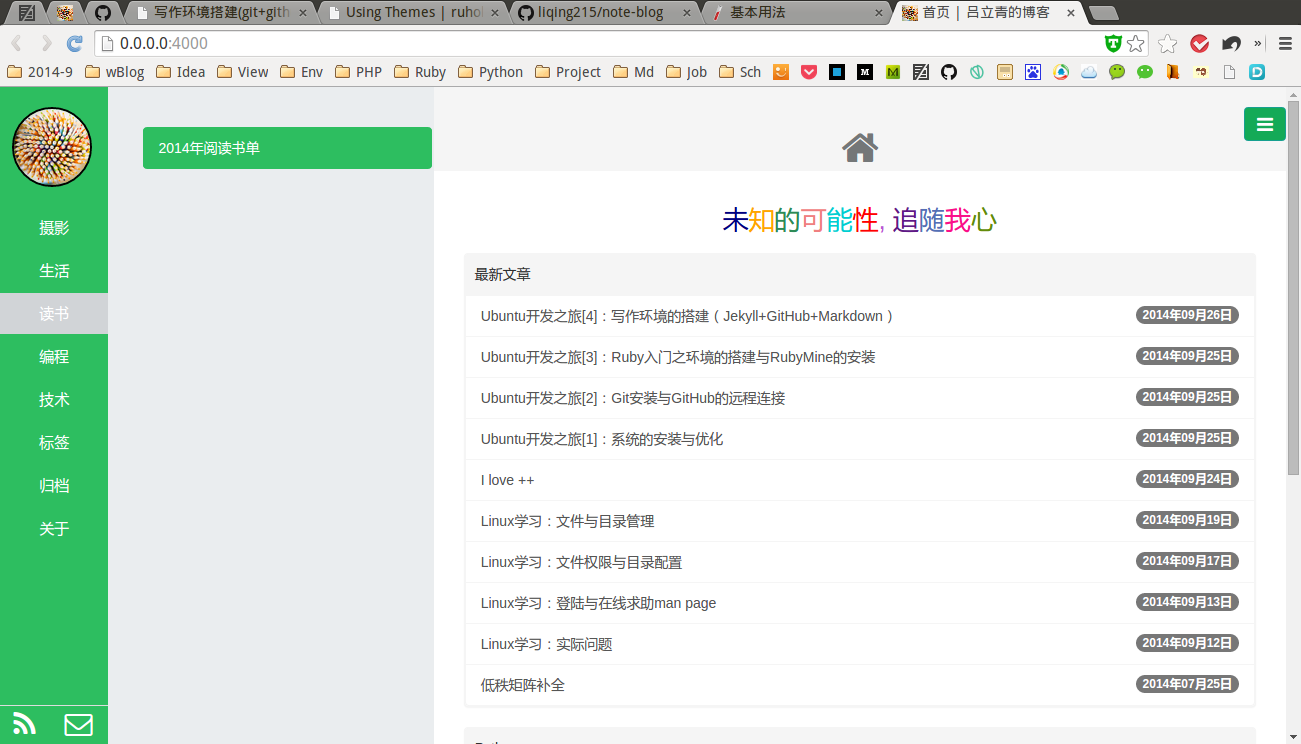 写作环境搭建(git+gith
Using Themes | ruho
liqing215/note-blog
基本用法
首页 | 吕立青的博客
0.0.0.0:4000
2014-9
wBlog
Idea
View
Env
PHP
Ruby
Python
Project
Md
Job
Sch
摄影
生活
读书
编程
技术
标签
归档
关于
2014年阅读书单
未知的可能性, 追随我心
最新文章
Ubuntu开发之旅[4]：写作环境的搭建（Jekyll+GitHub+Markdown） 2014年09月26日
Ubuntu开发之旅[3]：Ruby入门之环境的搭建与RubyMine的安装 2014年09月25日
Ubuntu开发之旅[2]：Git安装与GitHub的远程连接 2014年09月25日
Ubuntu开发之旅[1]：系统的安装与优化 2014年09月25日
I love ++ 2014年09月24日
Linux学习：文件与目录管理 2014年09月19日
Linux学习：文件权限与目录配置 2014年09月17日
Linux学习：登陆与在线求助man page 2014年09月13日
Linux学习：实际问题 2014年09月12日
低秩矩阵补全 2014年07月25日